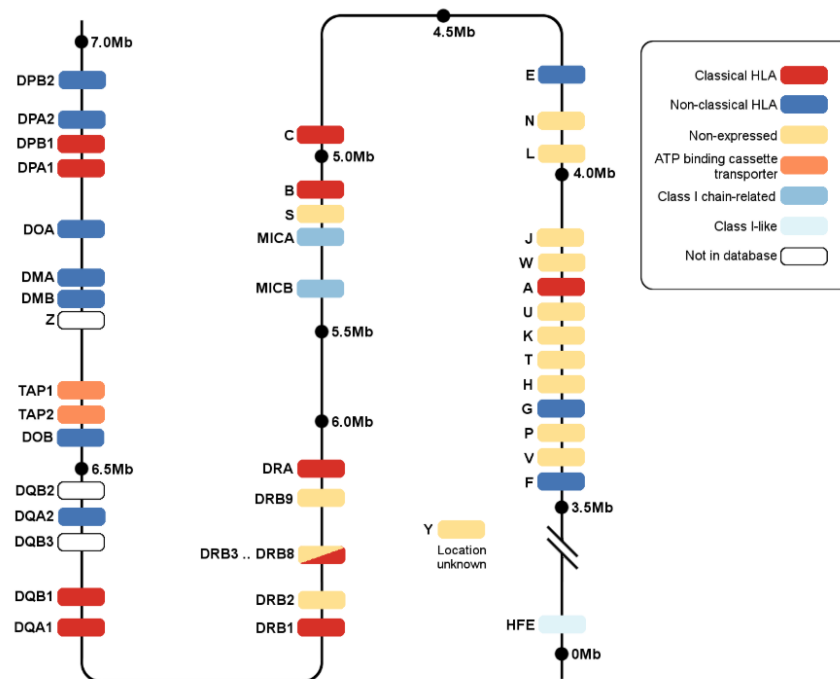 7.0Mb
DPB2
DPA2
DPB1
DPA1
DOA
DMA
DMB
Z
TAP1
TAP2
DOB
6.5Mb
DQB2
DQA2
DQB3
DQB1
DQA1
4.5Mb
C
5.0Mb
B
S
MICA
MICB
5.5Mb
6.0Mb
DRA
DRB9
DRB3 .. DRB8
DRB2
DRB1
E
N
L
4.0Mb
J
W
A
U
K
T
H
G
P
V
F
3.5Mb
Y
Location
unknown
HFE
0Mb
Classical HLA
Non-classical HLA
Non-expressed
ATP binding cassette
transporter
Class I chain-related
Class I-like
Not in database